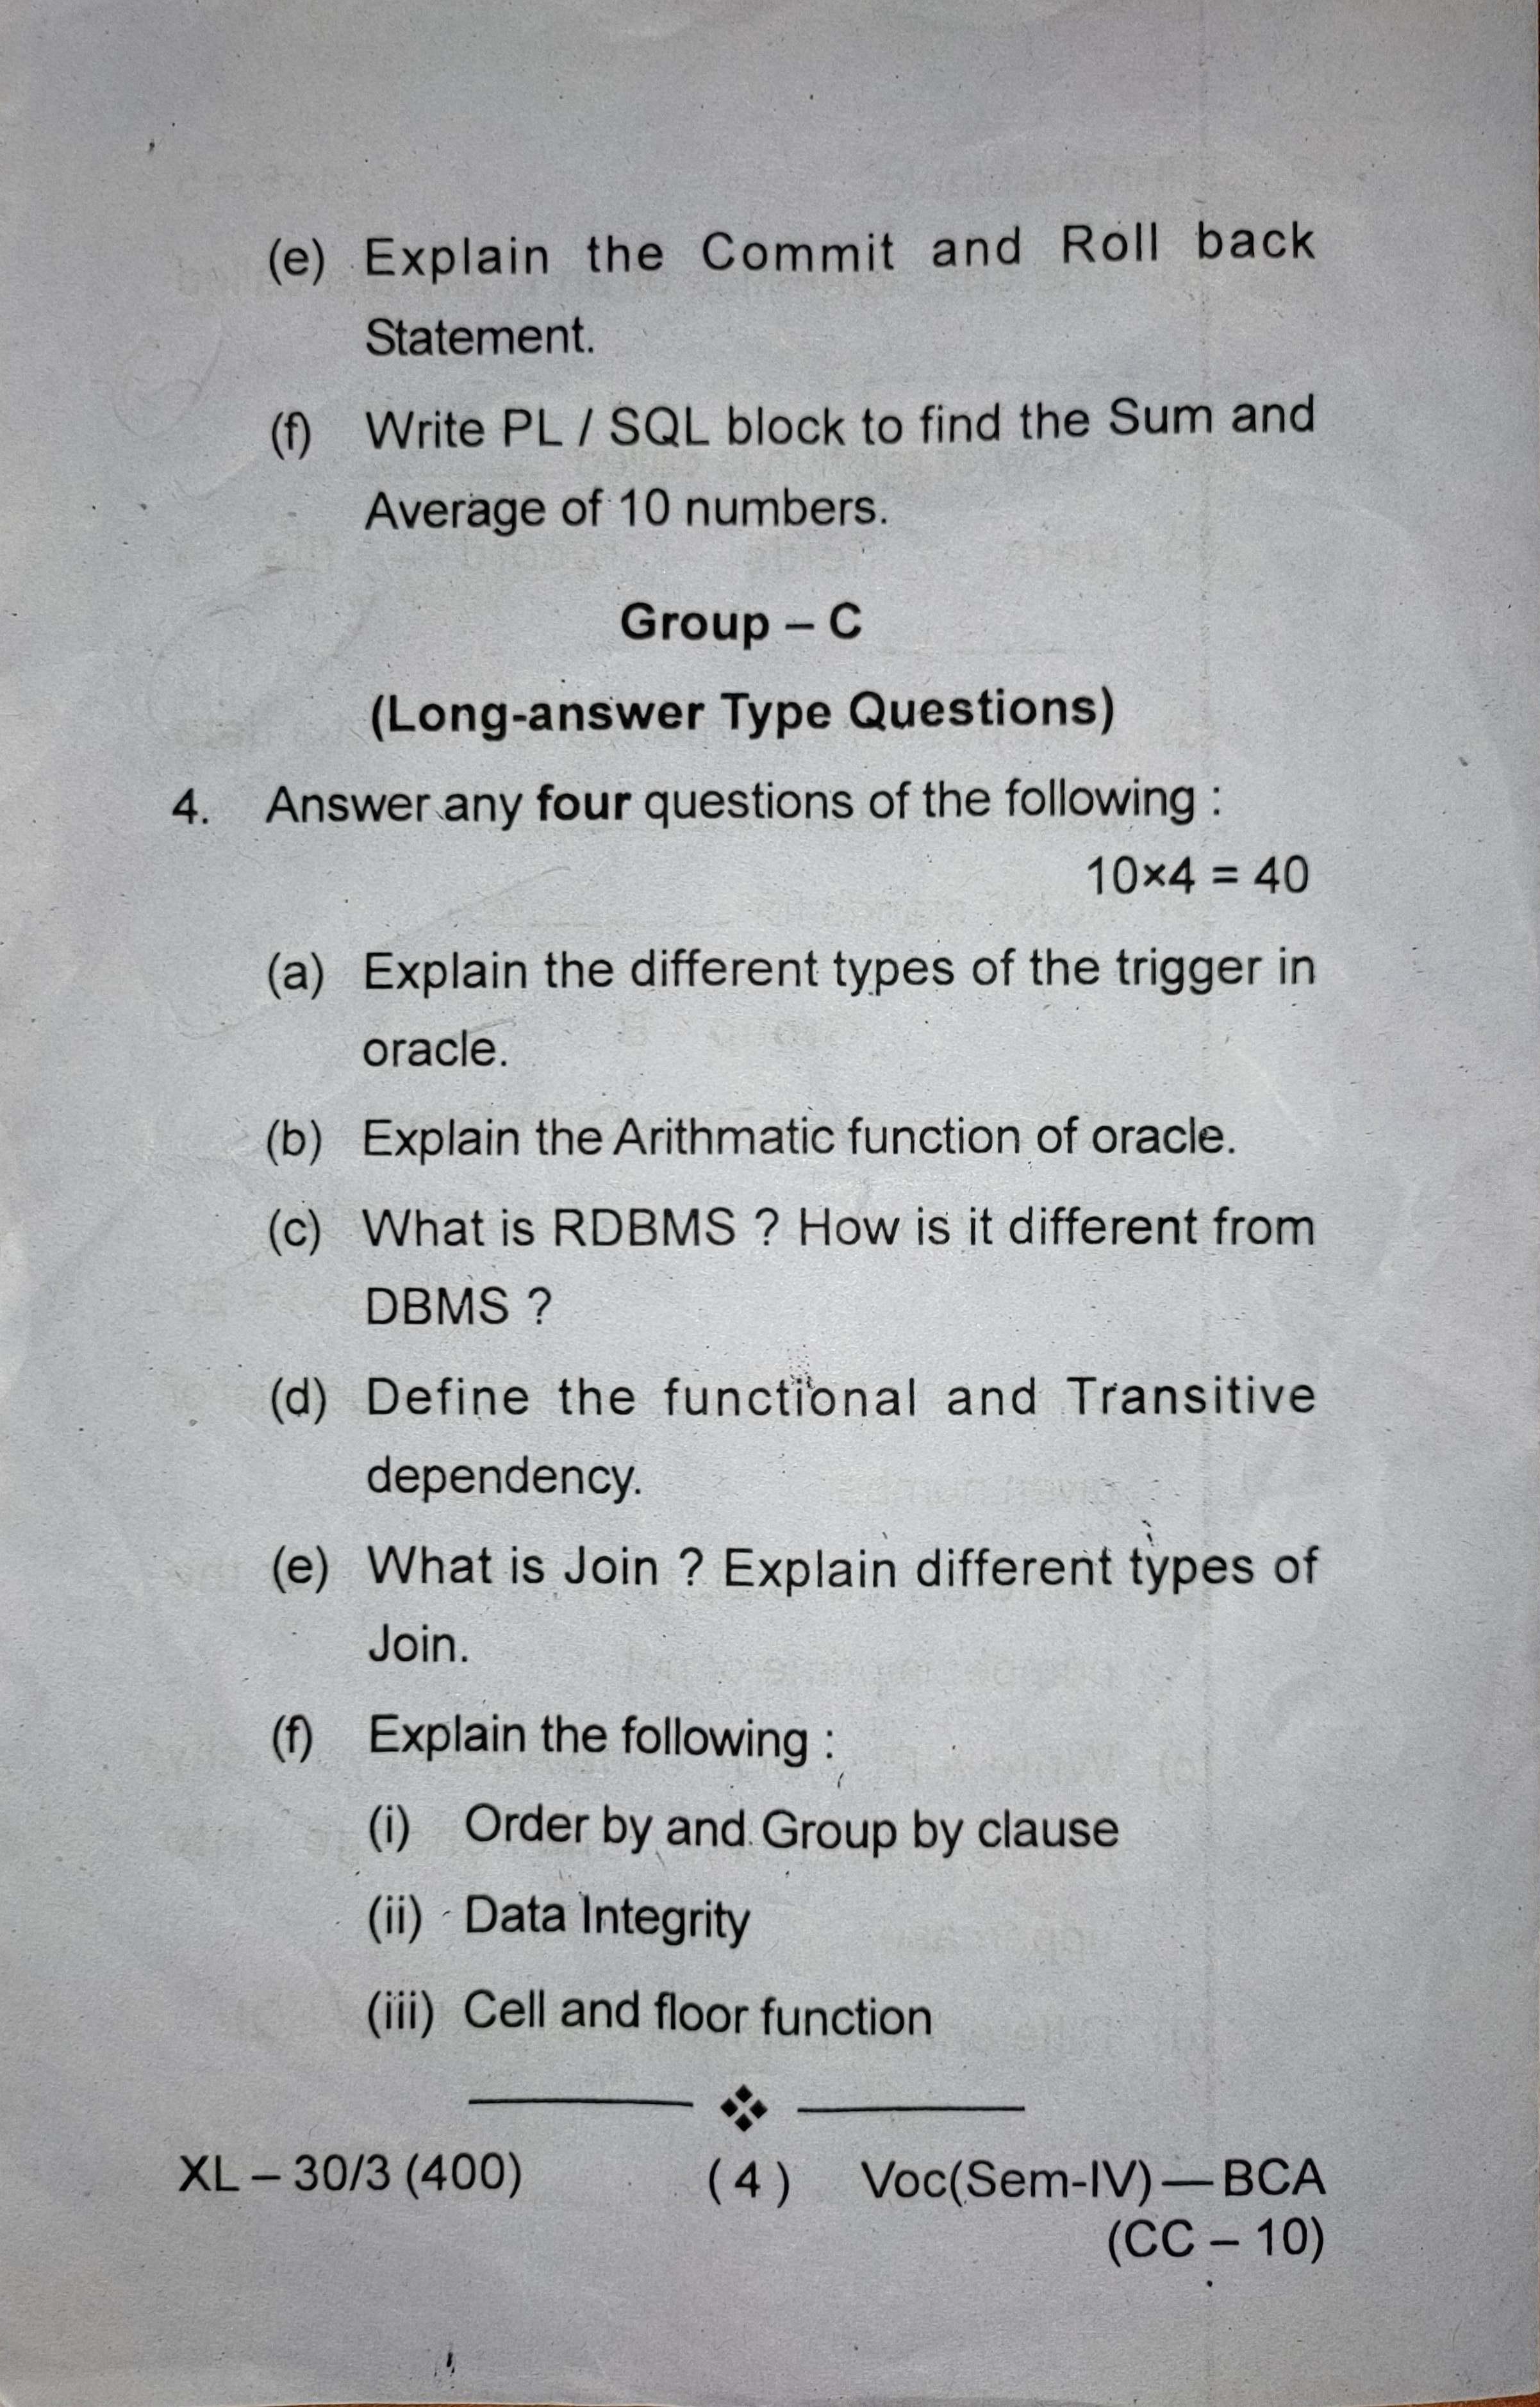 (e) Explain the Commit and Roll back
Statement.
(f) Write PL / SQL block to find the Sum and
Average of 10 numbers.
Group – C
(Long-answer Type Questions)
4. Answer any four questions of the following :
10×4 = 40
(a) Explain the different types of the trigger in
oracle.
(b) Explain the Arithmatic function of oracle.
(c) What is RDBMS ? How is it different from
DBMS ?
(d) Define the functional and Transitive
dependency.
(e) What is Join ? Explain different types of
Join.
(f) Explain the following :
(i) Order by and Group by clause
(ii) Data Integrity
(iii) Cell and floor function
XL – 30/3 (400) ( 4 ) Voc(Sem-IV) — BCA
(CC – 10)